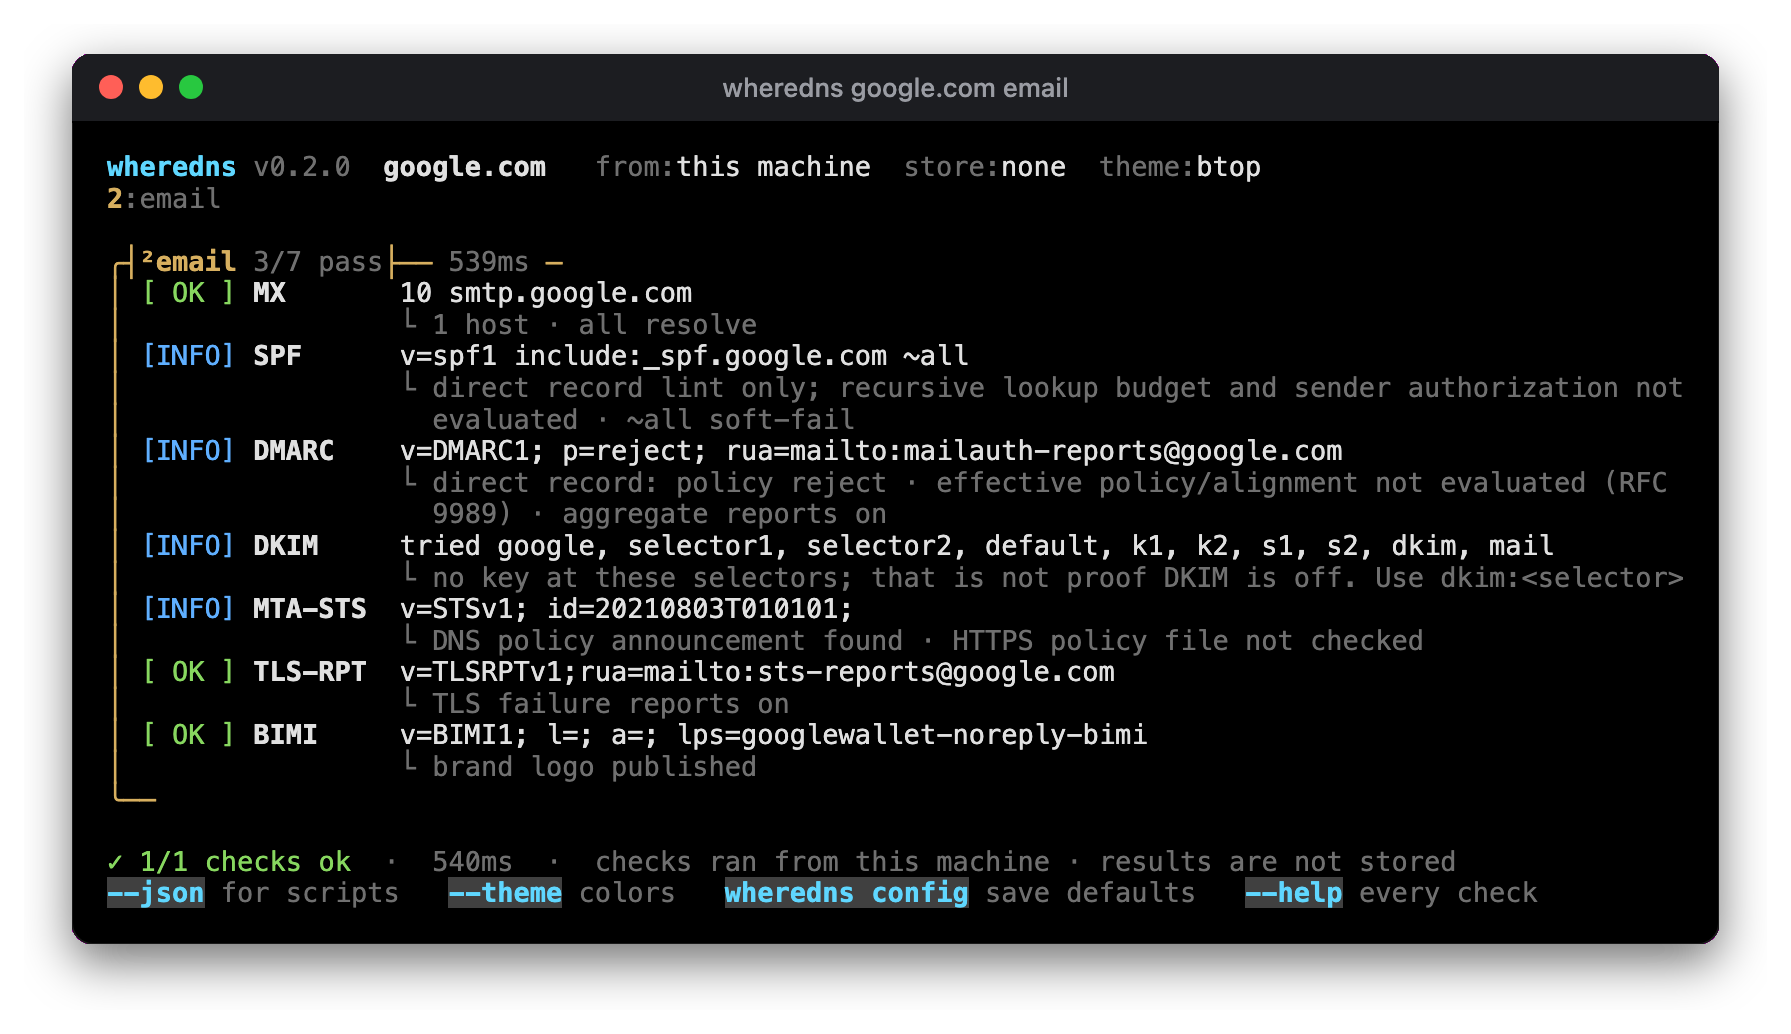 wheredns google.com email
wheredns v0.2.0 google.com from:this machine store:none theme:btop
2:email
²email 3/7 pass 539ms
[ OK ] MX 10 smtp.google.com
└ 1 host · all resolve
[INFO] SPF v=spf1 include:_spf.google.com ~all
└ direct record lint only; recursive lookup budget and sender authorization not
evaluated · ~all soft-fail
[INFO] DMARC v=DMARC1; p=reject; rua=mailto:mailauth-reports@google.com
└ direct record: policy reject · effective policy/alignment not evaluated (RFC
9989) · aggregate reports on
[INFO] DKIM tried google, selector1, selector2, default, k1, k2, s1, s2, dkim, mail
└ no key at these selectors; that is not proof DKIM is off. Use dkim:<selector>
[INFO] MTA-STS v=STSv1; id=20210803T010101;
└ DNS policy announcement found · HTTPS policy file not checked
[ OK ] TLS-RPT v=TLSRPTv1;rua=mailto:sts-reports@google.com
└ TLS failure reports on
[ OK ] BIMI v=BIMI1; l=; a=; lps=googlewallet-noreply-bimi
└ brand logo published
✓ 1/1 checks ok · 540ms · checks ran from this machine · results are not stored
--json for scripts --theme colors wheredns config save defaults --help every check